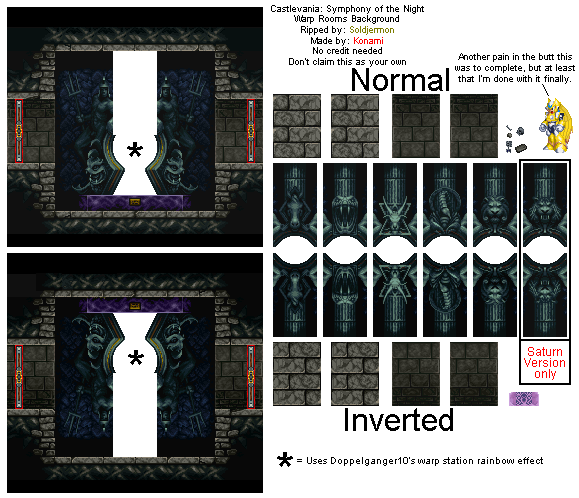 Castlevania: Symphony of the Night
Warp Rooms Background
Ripped by: Soldjermon
Made by: Konami
No credit needed
Don't claim this as your own
Another pain in the butt this
was to complete, but at least
that I'm done with it finally.
Normal
*
*
Saturn
Version
only
Inverted
* = Uses Doppelganger10's warp station rainbow effect